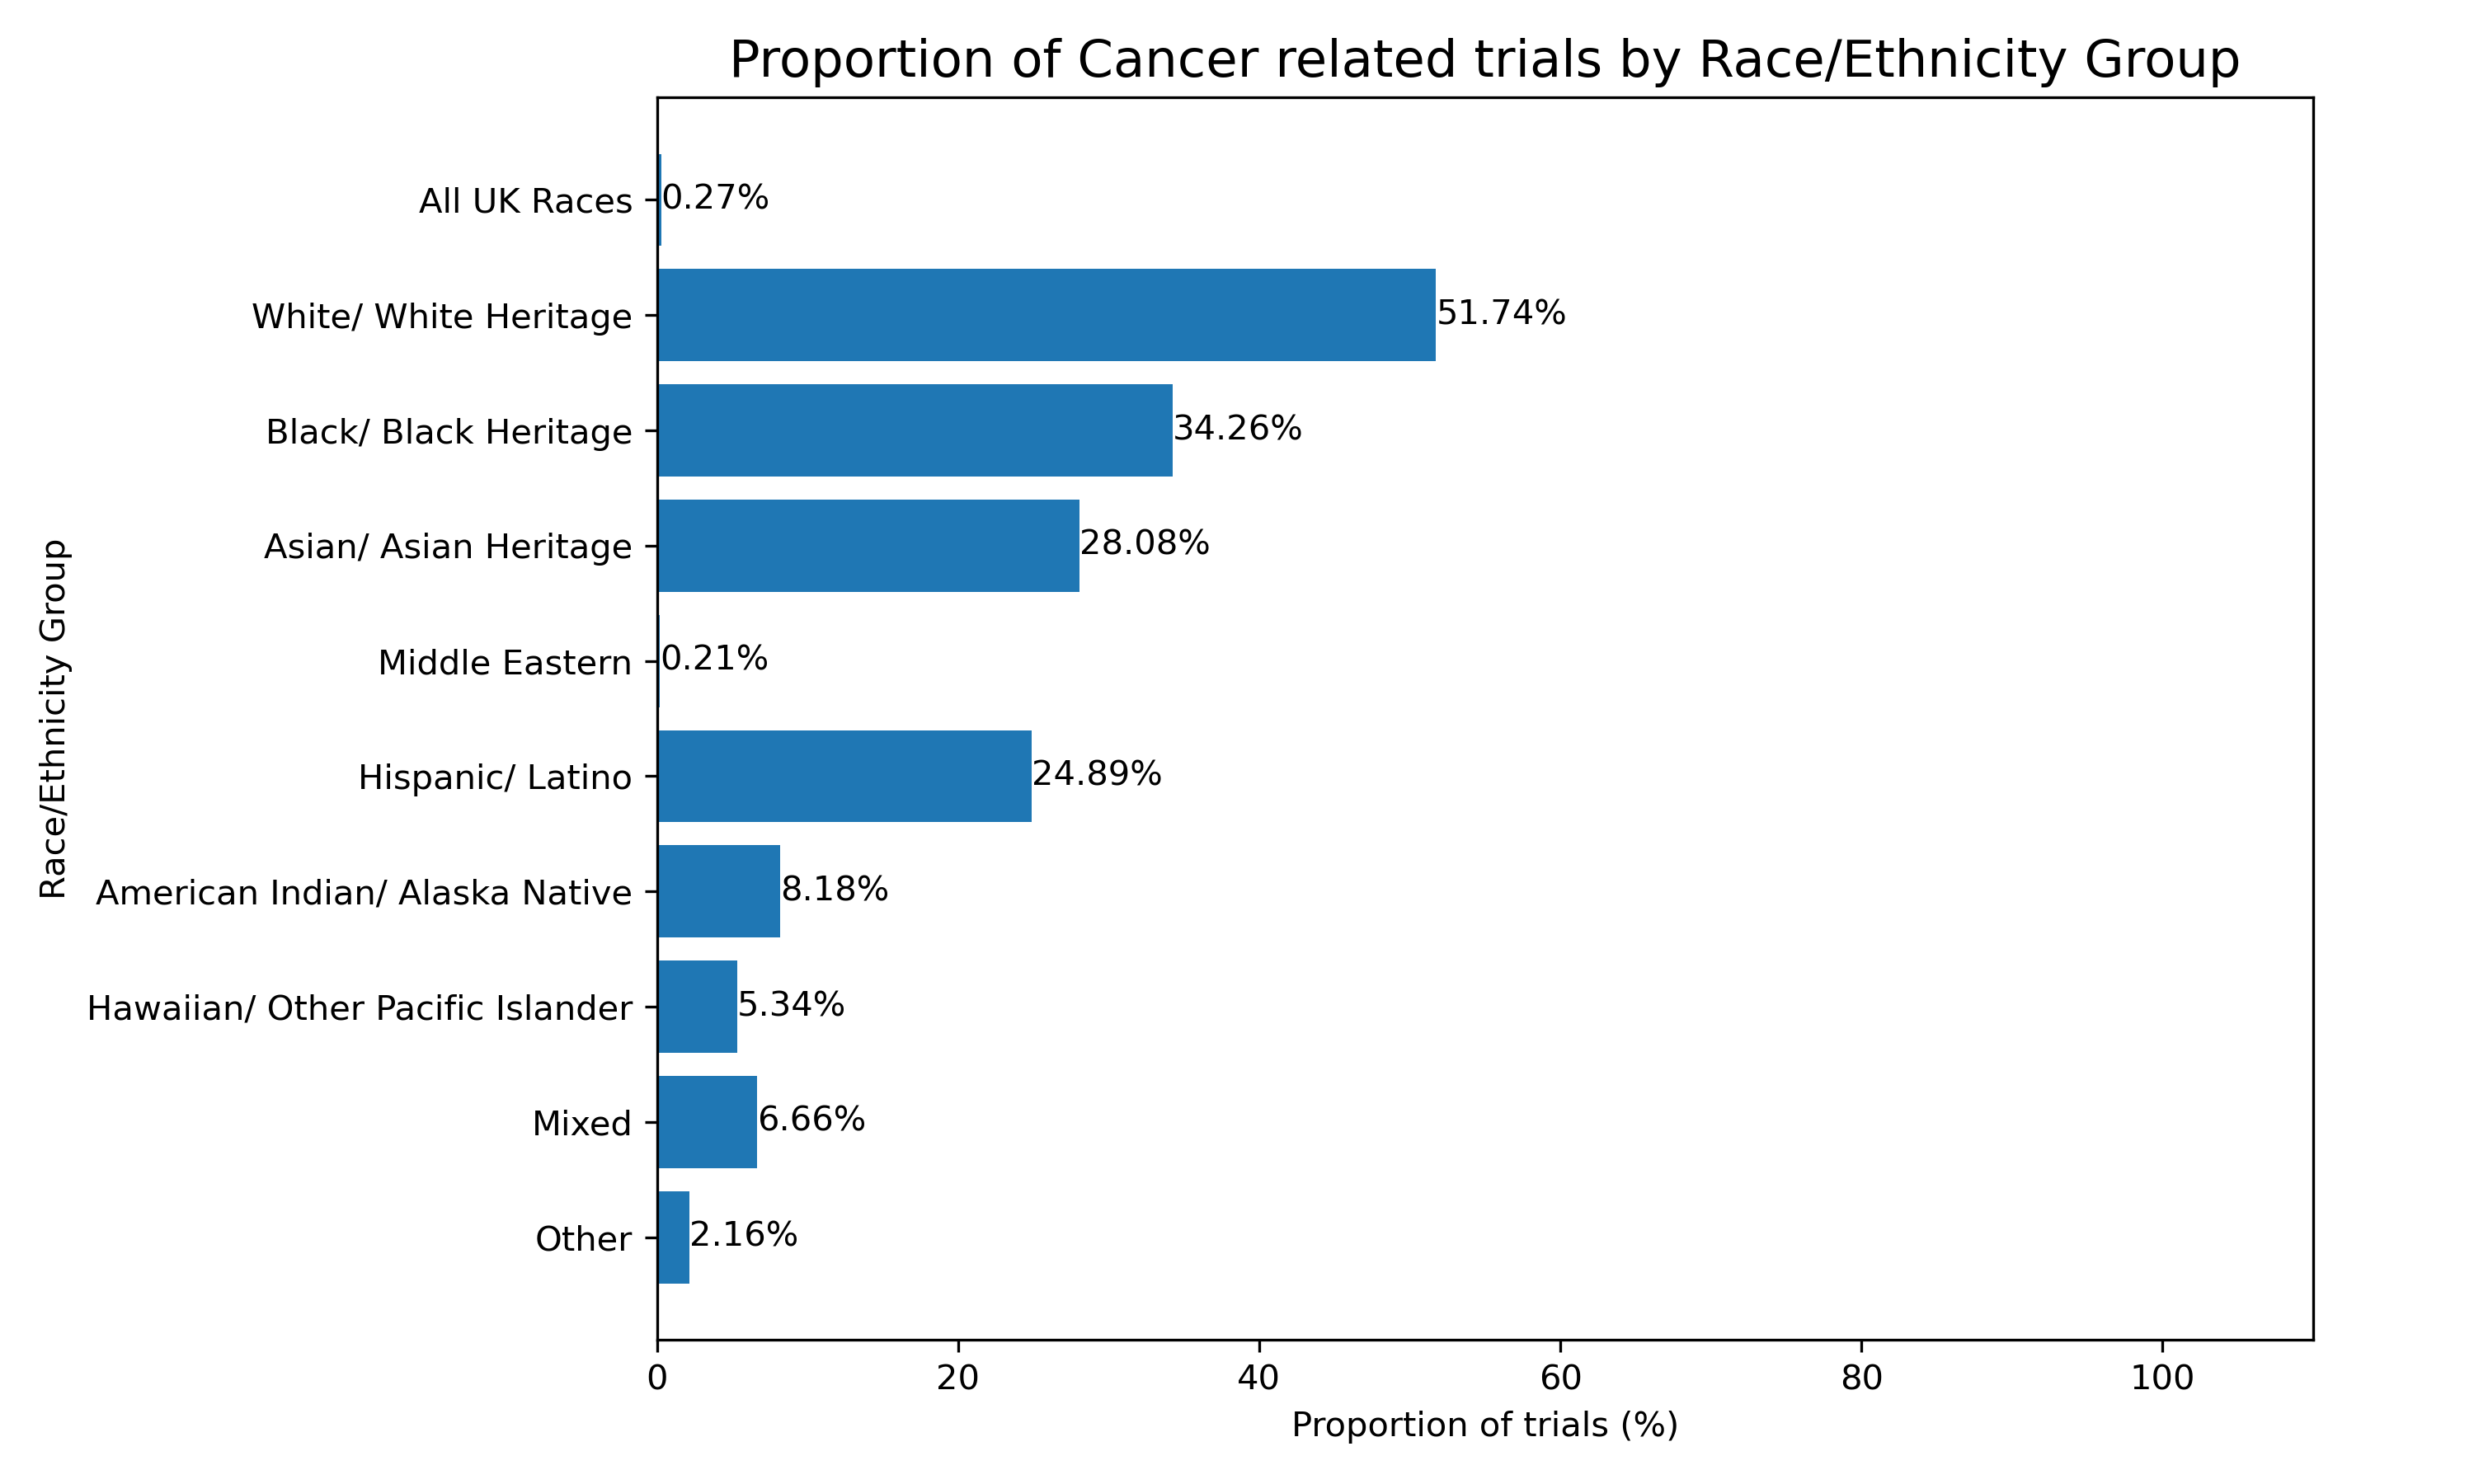 Proportion of Cancer related trials by Race/Ethnicity Group
Race/Ethnicity Group
All UK Races 0.27%
White/ White Heritage 51.74%
Black/ Black Heritage 34.26%
Asian/ Asian Heritage 28.08%
Middle Eastern 0.21%
Hispanic/ Latino 24.89%
American Indian/ Alaska Native 8.18%
Hawaiian/ Other Pacific Islander 5.34%
Mixed 6.66%
Other 2.16%
0 20 40 60 80 100
Proportion of trials (%)